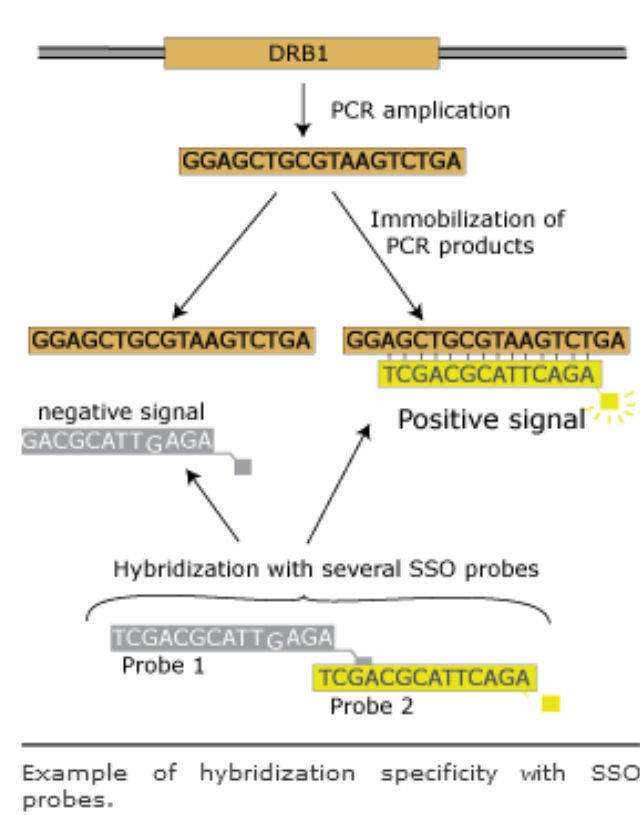 DRB1
PCR amplication
GGAGCTGCGTAAGTCTGA
Immobilization of
PCR products
GGAGCTGCGTAAGTCTGA
GGAGCTGCGTAAGTCTGA
TCGACGCATTCAGA
negative signal
Positive signal
GACGCATTGAGA
Hybridization with several SSO probes
TCGACGCATTGAGA
Probe 1
TCGACGCATTCAGA
Probe 2
Example of hybridization specificity with SSO
probes.